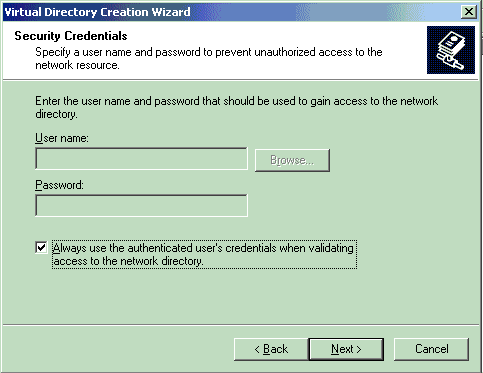 Virtual Directory Creation Wizard
Security Credentials
Specify a user name and password to prevent unauthorized access to the
network resource.
Enter the user name and password that should be used to gain access to the network
directory.
User name:
Browse...
Password:
Always use the authenticated user's credentials when validating
access to the network directory.
< Back
Next >
Cancel